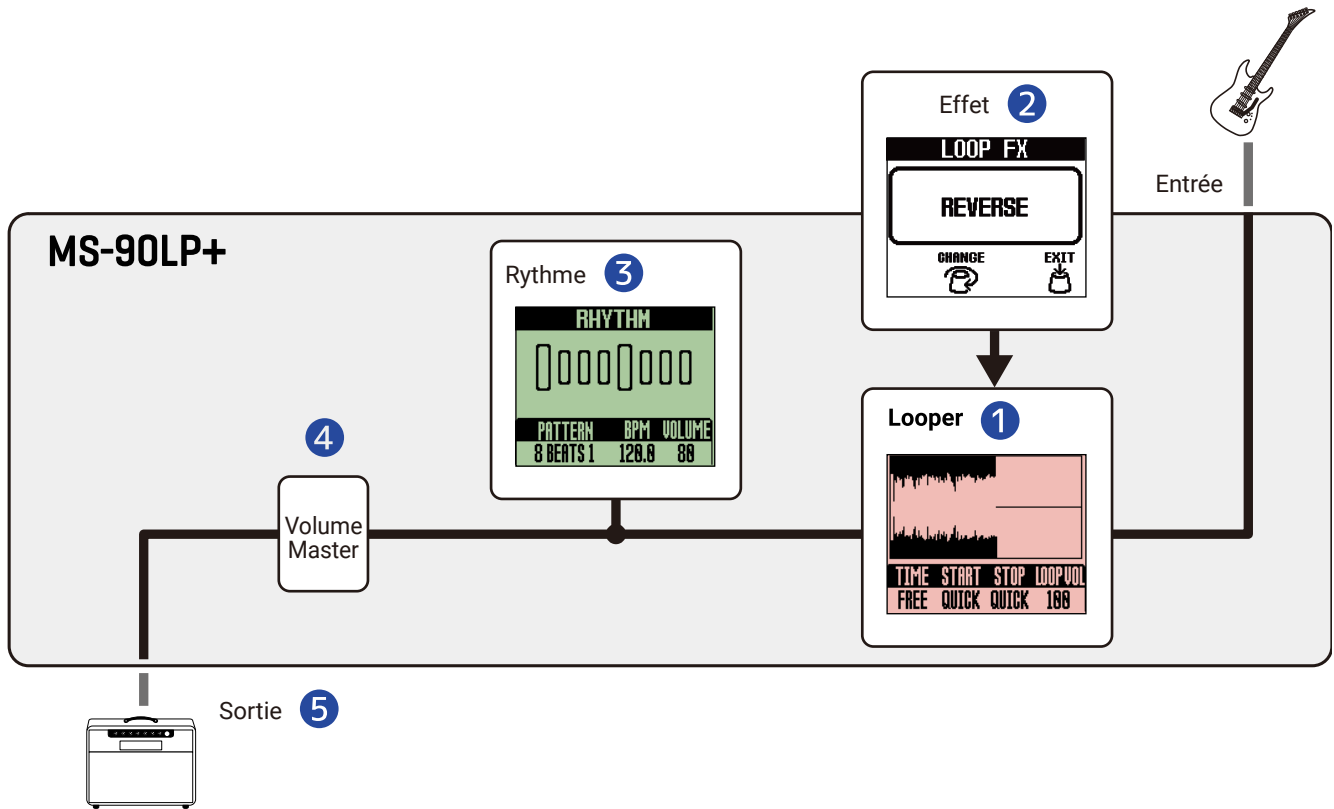 Effet 2
LOOP FX
REVERSE
CHANGE EXIT
Entrée
MS-90LP+
Rythme 3
RHYTHM
PATTERN BPM VOLUME
8 BEATS 1 120.0 80
Looper 1
TIME START STOP LOOPVOL
FREE QUICK QUICK 100
4
Volume
Master
Sortie 5